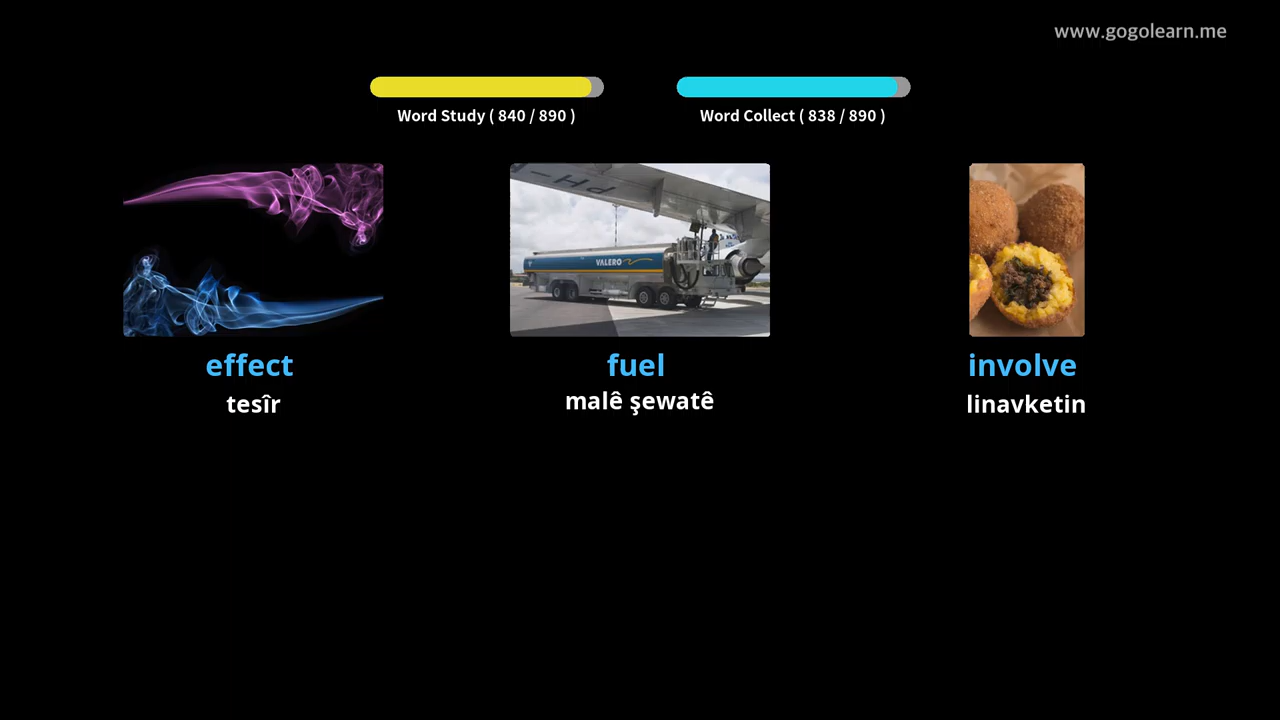 www.gogolearn.me
Word Study ( 840 / 890 )
Word Collect ( 838 / 890 )
PH-H
VALERO
effect
fuel
involve
tesîr
malê şewatê
linavketin